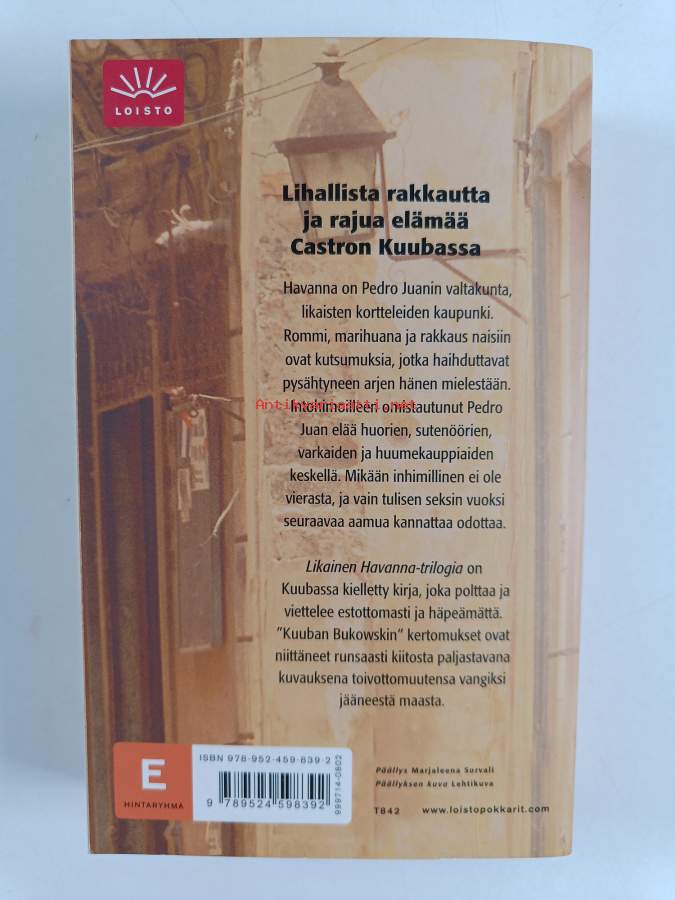 LOISTO
Lihallista rakkautta
ja rajua elämää
Castron Kuubassa
Havanna on Pedro Juanin valtakunta,
likaisten kortteleiden kaupunki.
Rommi, marihuana ja rakkaus naisiin
ovat kutsumuksia, jotka haihduttavat
pysähtyneen arjen hänen mielestään.
Antikvariaatti.net
Intohimoilleen omistautunut Pedro
Juan elää huorien, sutenöörien,
varkaiden ja huumekauppiaiden
keskellä. Mikään inhimillinen ei ole
vierasta, ja vain tulisen seksin vuoksi
seuraavaa aamua kannattaa odottaa.
Likainen Havanna-trilogia on
Kuubassa kielletty kirja, joka polttaa ja
viettelee estottomasti ja häpeämättä.
"Kuuban Bukowskin" kertomukset ovat
niittäneet runsaasti kiitosta paljastavana
kuvauksena toivottomuutensa vangiksi
jääneestä maasta.
E
HINTARYHMÄ
ISBN 978-952-459-839-2
9 789524 598392
999714-0802
Päällys Marjaleena Survali
Päällyksen kuva Lehtikuva
T842 www.loistopokkarit.com